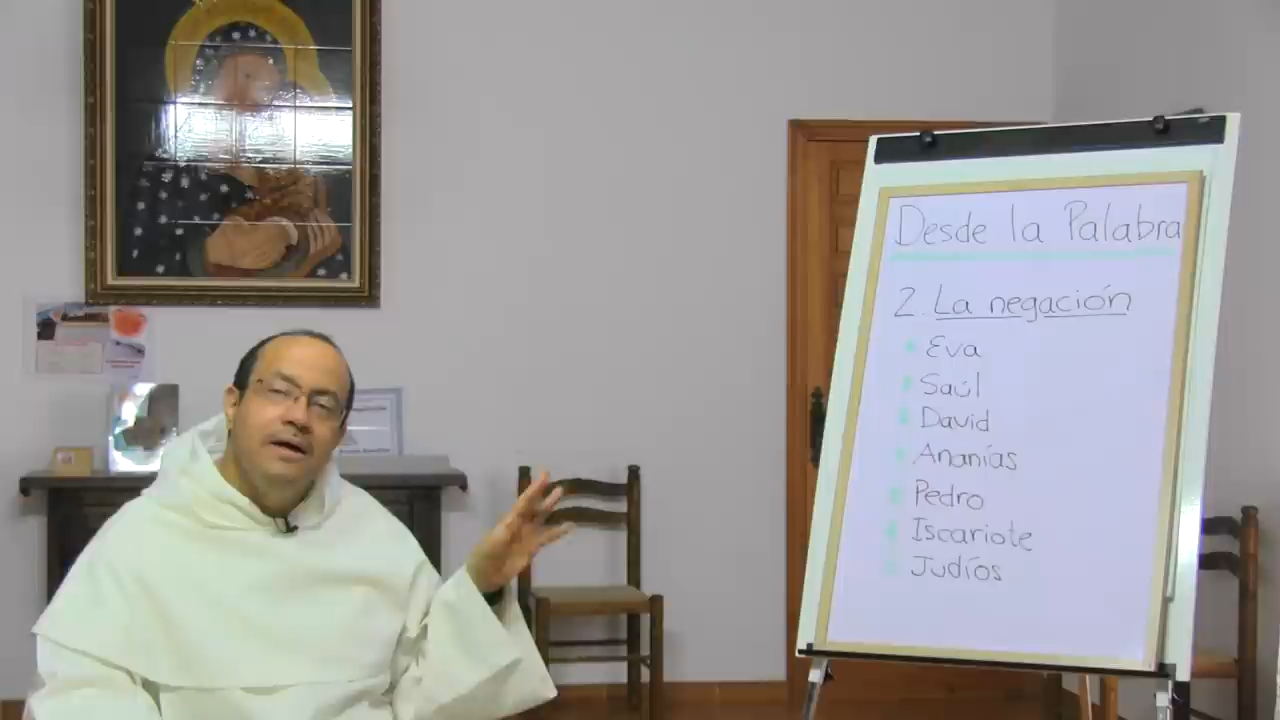 Desde la Palabra
2. La negación
Eva
Saúl
David
Ananías
Pedro
Iscariote
Judíos